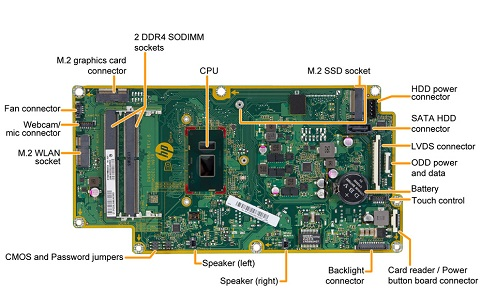 2 DDR4 SODIMM
sockets
M.2 graphics card
connector
CPU
M.2 SSD socket
HDD power
connector
Fan connector
SATA HDD
connector
Webcam/
mic connector
LVDS connector
M.2 WLAN
socket
ODD power
and data
Battery
Touch control
CMOS and Password jumpers
Speaker (left)
Speaker (right)
Backlight
connector
Card reader / Power
button board connector
hp